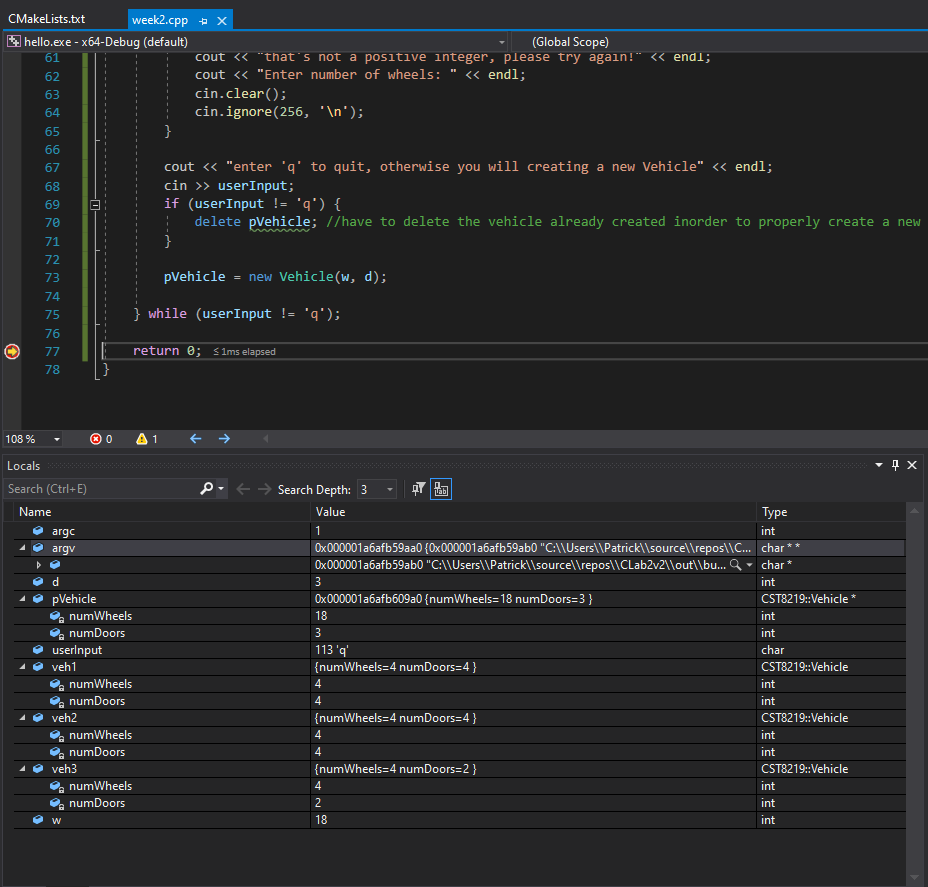 CMakeLists.txt week2.cpp
hello.exe - x64-Debug (default) (Global Scope)
61 cout << "that's not a positive integer, please try again!" << endl;
62 cout << "Enter number of wheels: " << endl;
63 cin.clear();
64 cin.ignore(256, '\n');
65 }
66
67 cout << "enter 'q' to quit, otherwise you will creating a new Vehicle" << endl;
68 cin >> userInput;
69 if (userInput != 'q') {
70 delete pVehicle; //have to delete the vehicle already created inorder to properly create a new
71 }
72
73 pVehicle = new Vehicle(w, d);
74
75 } while (userInput != 'q');
76
77 return 0; ≤ 1ms elapsed
78 }
108 % 0 1
Locals
Search (Ctrl+E) Search Depth: 3
Name Value Type
argc 1 int
argv 0x000001a6afb59aa0 {0x000001a6afb59ab0 "C:\\Users\\Patrick\\source\\repos\\C... char * *
0x000001a6afb59ab0 "C:\\Users\\Patrick\\source\\repos\\CLab2v2\\out\\bu... char *
d 3 int
pVehicle 0x000001a6afb609a0 {numWheels=18 numDoors=3 } CST8219::Vehicle *
numWheels 18 int
numDoors 3 int
userInput 113 'q' char
veh1 {numWheels=4 numDoors=4 } CST8219::Vehicle
numWheels 4 int
numDoors 4 int
veh2 {numWheels=4 numDoors=4 } CST8219::Vehicle
numWheels 4 int
numDoors 4 int
veh3 {numWheels=4 numDoors=2 } CST8219::Vehicle
numWheels 4 int
numDoors 2 int
w 18 int